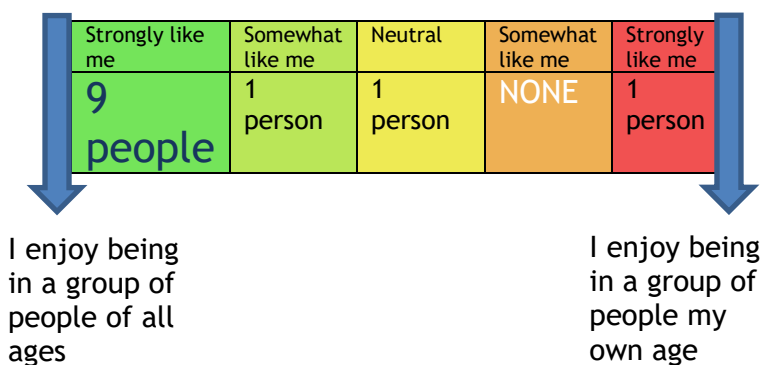 Strongly like
me
Somewhat
like me
Neutral
Somewhat
like me
Strongly
like me
9
people
1
person
1
person
NONE
1
person
I enjoy being
in a group of
people of all
ages
I enjoy being
in a group of
people my
own age